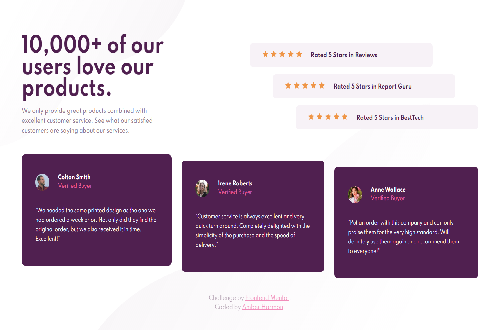 10,000+ of our
users love our
products.
We only provide great products combined with
excellent customer service. See what our satisfied
customers are saying about our services.
Rated 5 Stars in Reviews
Rated 5 Stars in Report Guru
Rated 5 Stars in BestTech
Colton Smith
Verified Buyer
"We needed the same printed design as the one we
had ordered a week prior. Not only did they find the
original order, but we also received it in time.
Excellent!"
Irene Roberts
Verified Buyer
"Customer service is always excellent and very
quick turn around. Completely delighted with the
simplicity of the purchase and the speed of
delivery."
Anne Wallace
Verified Buyer
"Put an order with this company and can only
praise them for the very high standard. Will
definitely use them again and recommend them
to everyone!"
Challenge by Frontend Mentor.
Coded by